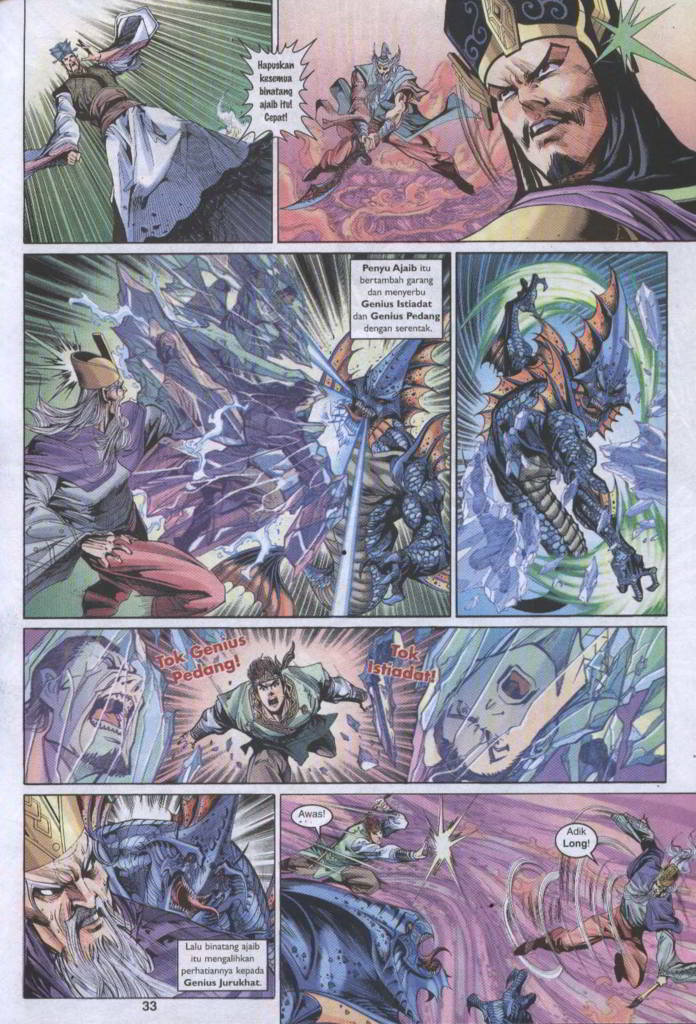 Hapuskan
kesemua
binatang
ajaib itu!
Cepat!
Penyu Ajaib itu
bertambah garang
dan menyerbu
Genius Istiadat
dan Genius Pedang
dengan serentak.
Tok Genius
Pedang!
Tok
Istiadat!
Lalu binatang ajaib
itu mengalihkan
perhatiannya kepada
Genius Jurukhat.
Awas!
Adik
Long!
33